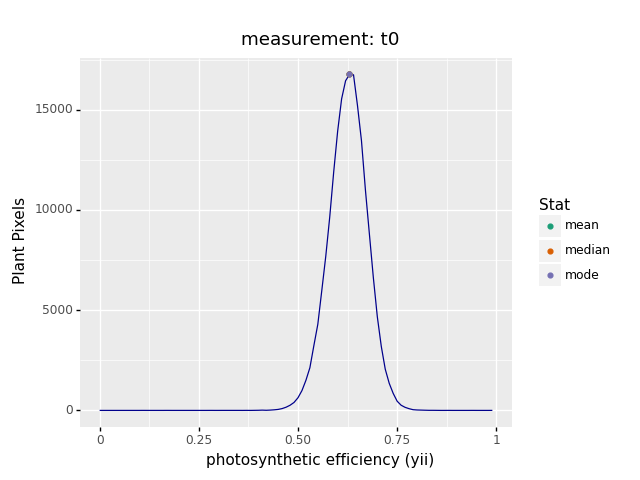 measurement: t0
Plant Pixels
15000
10000
5000
0
0
0.25
0.50
0.75
1
photosynthetic efficiency (yii)
Stat
mean
median
mode